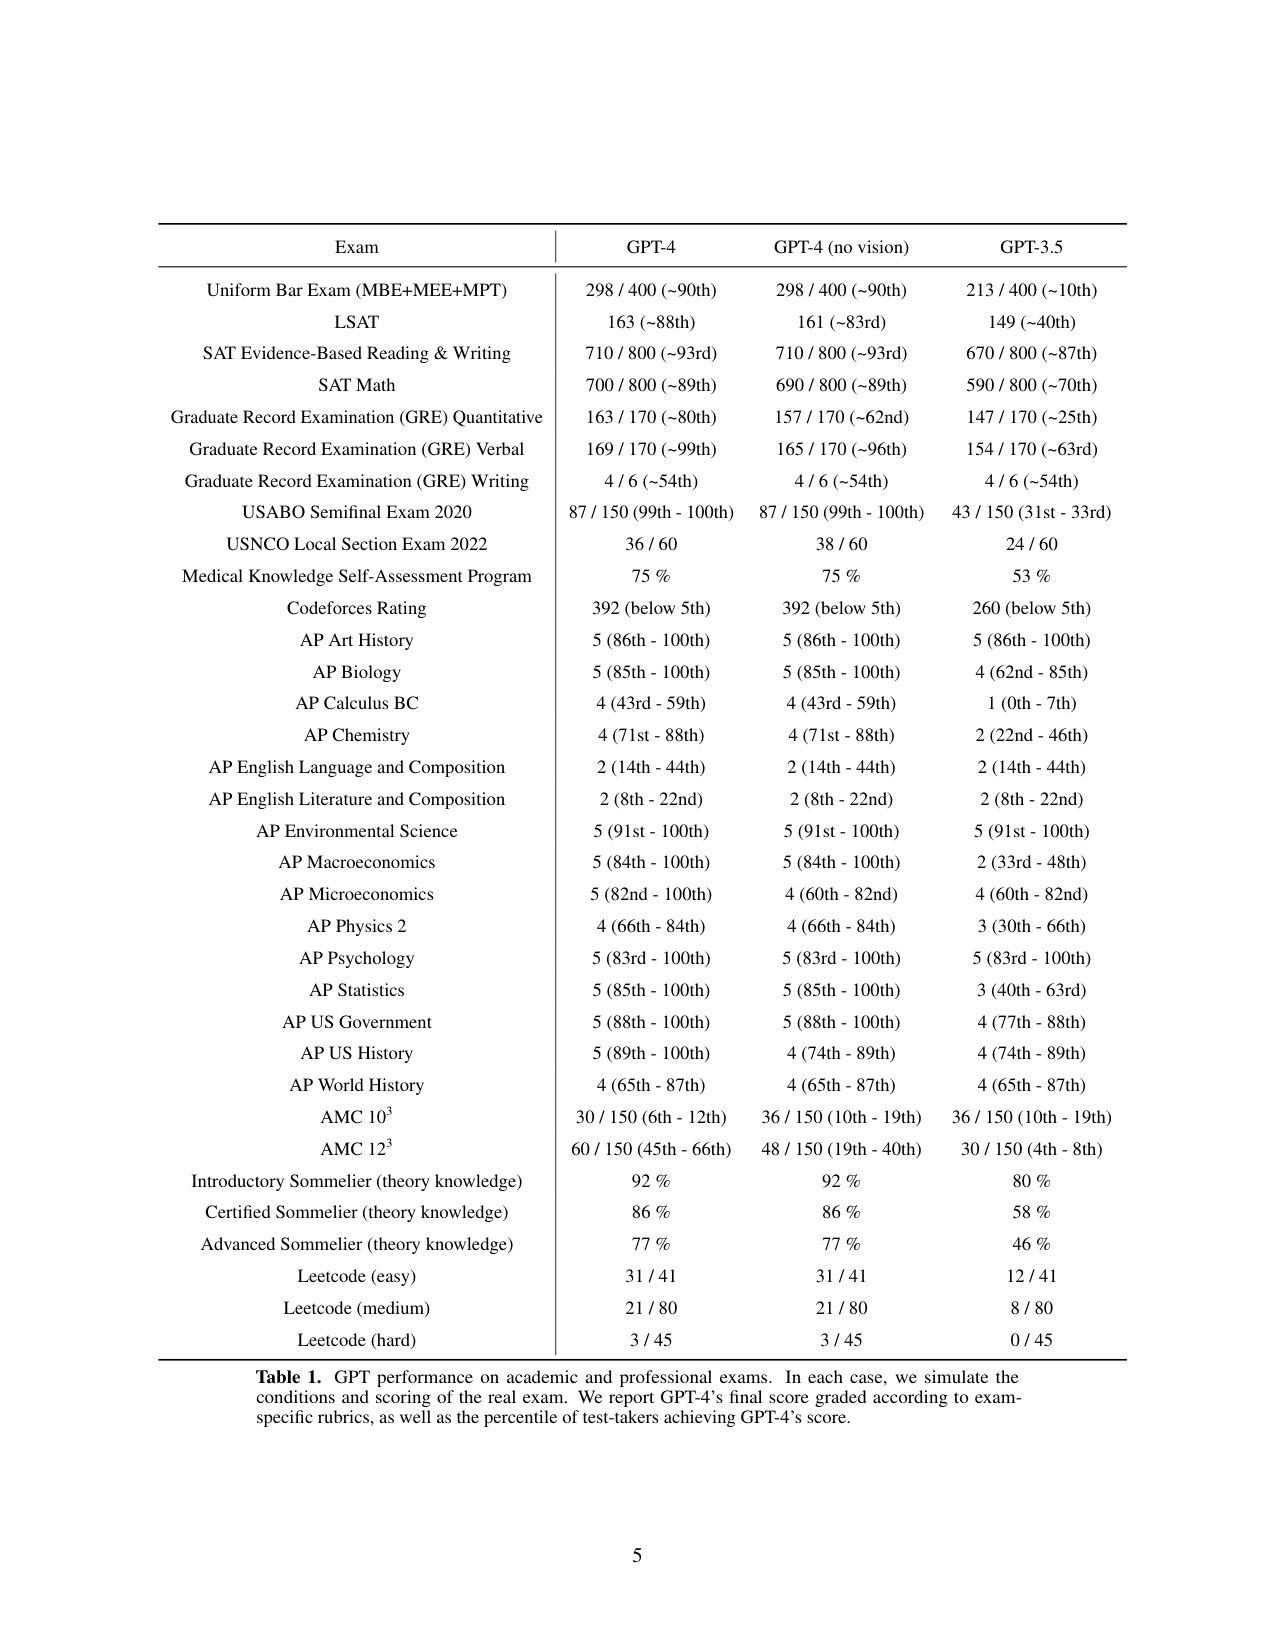 Exam GPT-4 GPT-4 (no vision) GPT-3.5
Uniform Bar Exam (MBE+MEE+MPT) 298 / 400 (~90th) 298 / 400 (~90th) 213 / 400 (~10th)
LSAT 163 (~88th) 161 (~83rd) 149 (~40th)
SAT Evidence-Based Reading & Writing 710 / 800 (~93rd) 710 / 800 (~93rd) 670 / 800 (~87th)
SAT Math 700 / 800 (~89th) 690 / 800 (~89th) 590 / 800 (~70th)
Graduate Record Examination (GRE) Quantitative 163 / 170 (~80th) 157 / 170 (~62nd) 147 / 170 (~25th)
Graduate Record Examination (GRE) Verbal 169 / 170 (~99th) 165 / 170 (~96th) 154 / 170 (~63rd)
Graduate Record Examination (GRE) Writing 4 / 6 (~54th) 4 / 6 (~54th) 4 / 6 (~54th)
USABO Semifinal Exam 2020 87 / 150 (99th - 100th) 87 / 150 (99th - 100th) 43 / 150 (31st - 33rd)
USNCO Local Section Exam 2022 36 / 60 38 / 60 24 / 60
Medical Knowledge Self-Assessment Program 75 % 75 % 53 %
Codeforces Rating 392 (below 5th) 392 (below 5th) 260 (below 5th)
AP Art History 5 (86th - 100th) 5 (86th - 100th) 5 (86th - 100th)
AP Biology 5 (85th - 100th) 5 (85th - 100th) 4 (62nd - 85th)
AP Calculus BC 4 (43rd - 59th) 4 (43rd - 59th) 1 (0th - 7th)
AP Chemistry 4 (71st - 88th) 4 (71st - 88th) 2 (22nd - 46th)
AP English Language and Composition 2 (14th - 44th) 2 (14th - 44th) 2 (14th - 44th)
AP English Literature and Composition 2 (8th - 22nd) 2 (8th - 22nd) 2 (8th - 22nd)
AP Environmental Science 5 (91st - 100th) 5 (91st - 100th) 5 (91st - 100th)
AP Macroeconomics 5 (84th - 100th) 5 (84th - 100th) 2 (33rd - 48th)
AP Microeconomics 5 (82nd - 100th) 4 (60th - 82nd) 4 (60th - 82nd)
AP Physics 2 4 (66th - 84th) 4 (66th - 84th) 3 (30th - 66th)
AP Psychology 5 (83rd - 100th) 5 (83rd - 100th) 5 (83rd - 100th)
AP Statistics 5 (85th - 100th) 5 (85th - 100th) 3 (40th - 63rd)
AP US Government 5 (88th - 100th) 5 (88th - 100th) 4 (77th - 88th)
AP US History 5 (89th - 100th) 4 (74th - 89th) 4 (74th - 89th)
AP World History 4 (65th - 87th) 4 (65th - 87th) 4 (65th - 87th)
AMC 10³ 30 / 150 (6th - 12th) 36 / 150 (10th - 19th) 36 / 150 (10th - 19th)
AMC 12³ 60 / 150 (45th - 66th) 48 / 150 (19th - 40th) 30 / 150 (4th - 8th)
Introductory Sommelier (theory knowledge) 92 % 92 % 80 %
Certified Sommelier (theory knowledge) 86 % 86 % 58 %
Advanced Sommelier (theory knowledge) 77 % 77 % 46 %
Leetcode (easy) 31 / 41 31 / 41 12 / 41
Leetcode (medium) 21 / 80 21 / 80 8 / 80
Leetcode (hard) 3 / 45 3 / 45 0 / 45
Table 1. GPT performance on academic and professional exams. In each case, we simulate the
conditions and scoring of the real exam. We report GPT-4's final score graded according to exam-
specific rubrics, as well as the percentile of test-takers achieving GPT-4's score.
5